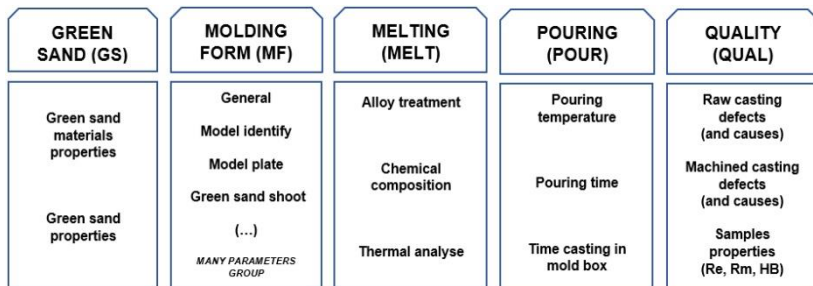 GREEN
SAND (GS)
Green sand
materials
properties
Green sand
properties
MOLDING
FORM (MF)
General
Model identify
Model plate
Green sand shoot
(...)
MANY PARAMETERS
GROUP
MELTING
(MELT)
Alloy treatment
Chemical
composition
Thermal analyse
POURING
(POUR)
Pouring
temperature
Pouring time
Time casting in
mold box
QUALITY
(QUAL)
Raw casting
defects
(and causes)
Machined casting
defects
(and causes)
Samples
properties
(Re, Rm, HB)